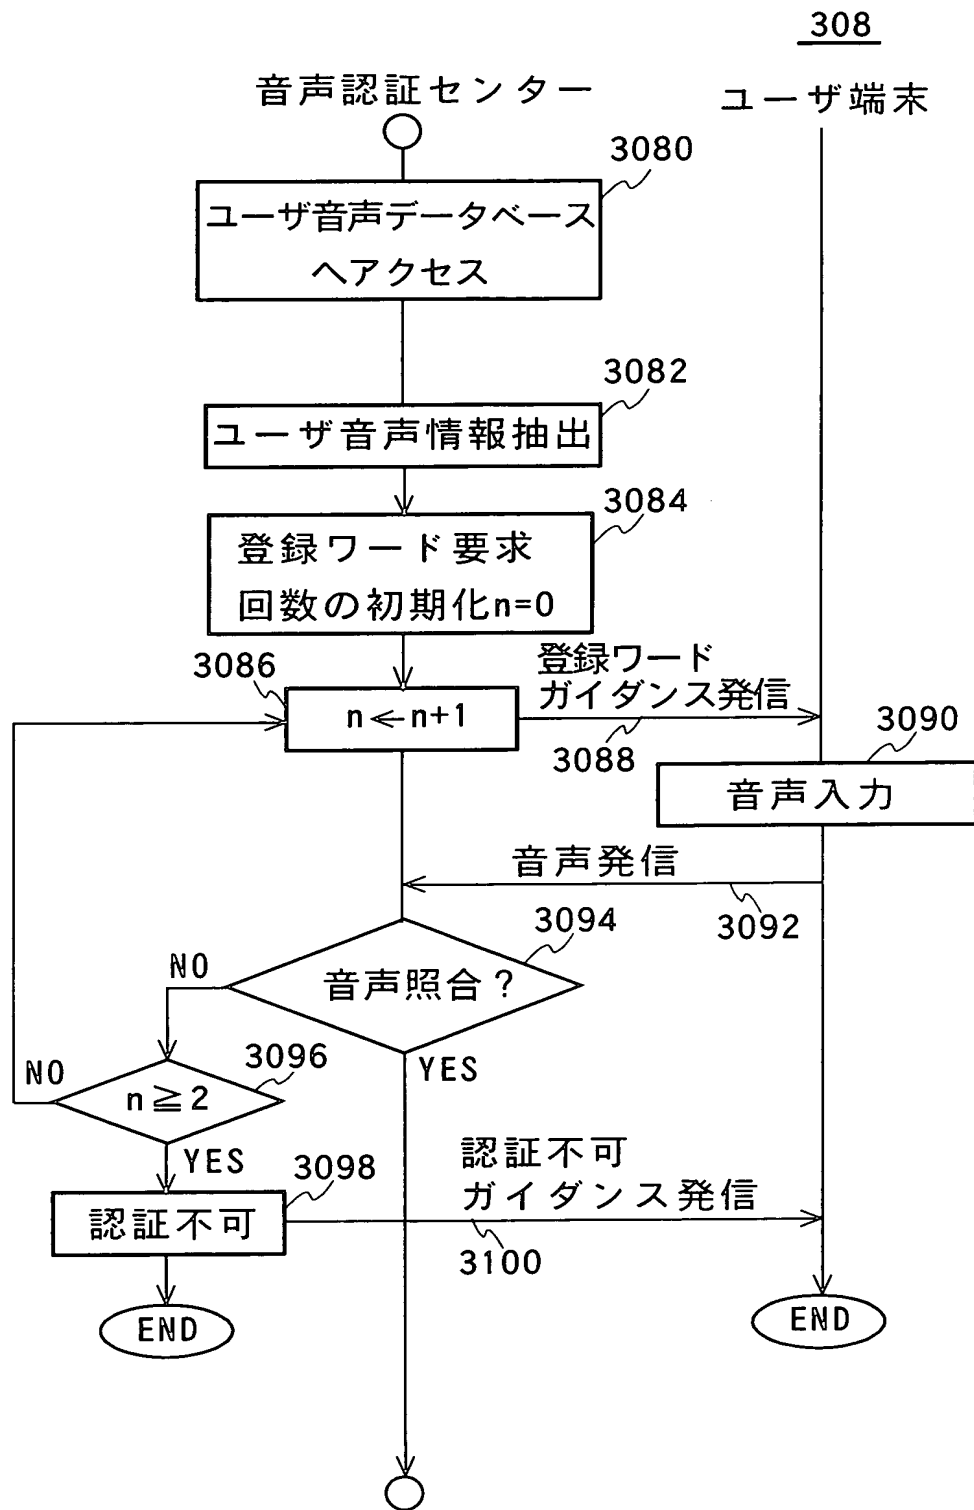 308
音声認証センター
ユーザ端末
3080
ユーザ音声データベース
へアクセス
3082
ユーザ音声情報抽出
3084
登録ワード要求
回数の初期化n=0
3086
n←n+1
登録ワード
ガイダンス発信
3088
3090
音声入力
音声発信
3092
3094
音声照合?
NO
YES
3096
n≧2
NO
YES
3098
認証不可
認証不可
ガイダンス発信
3100
END
END